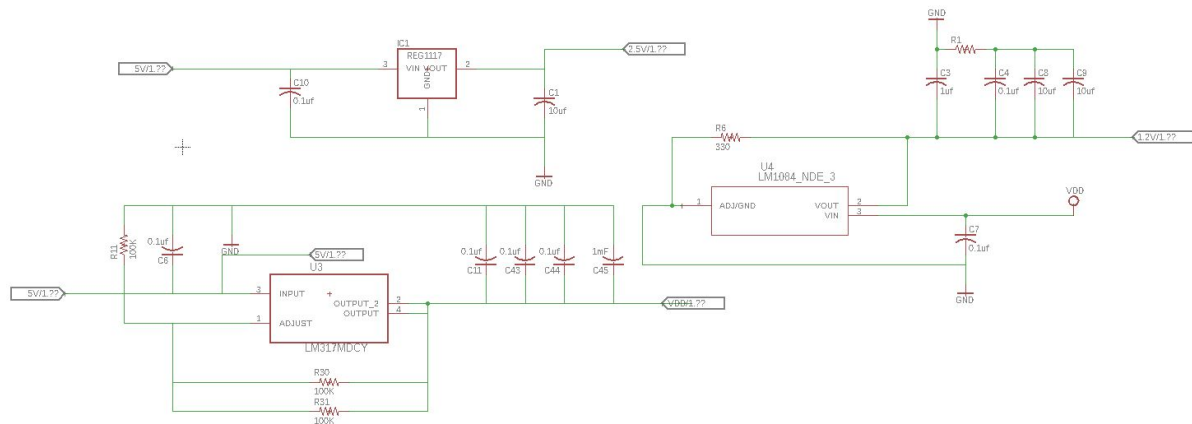 GND
R1
IC1
REG1117
3 VIN VOUT 2
GND
1
5V/1.??
2.5V/1.??
C10
0.1uf
C1
10uf
GND
C3
1uf
C4
0.1uf
C8
10uf
C9
10uf
R6
330
1.2V/1.??
U4
LM1084_NDE_3
1 ADJ/GND
VOUT 2
VIN 3
VDD
C7
0.1uf
GND
R11
100K
0.1uf
C6
GND
5V/1.??
0.1uf
C11
0.1uf
C43
0.1uf
C44
1mF
C45
U3
5V/1.??
3 INPUT
OUTPUT_2 2
OUTPUT 4
1 ADJUST
VDD/1.??
LM317MDCY
R30
100K
R31
100K